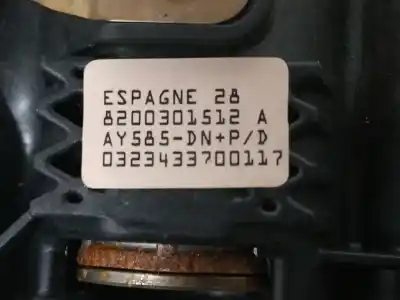 ESPAGNE 28
8200301512 A
AY585-DN+P/D
0323433700117